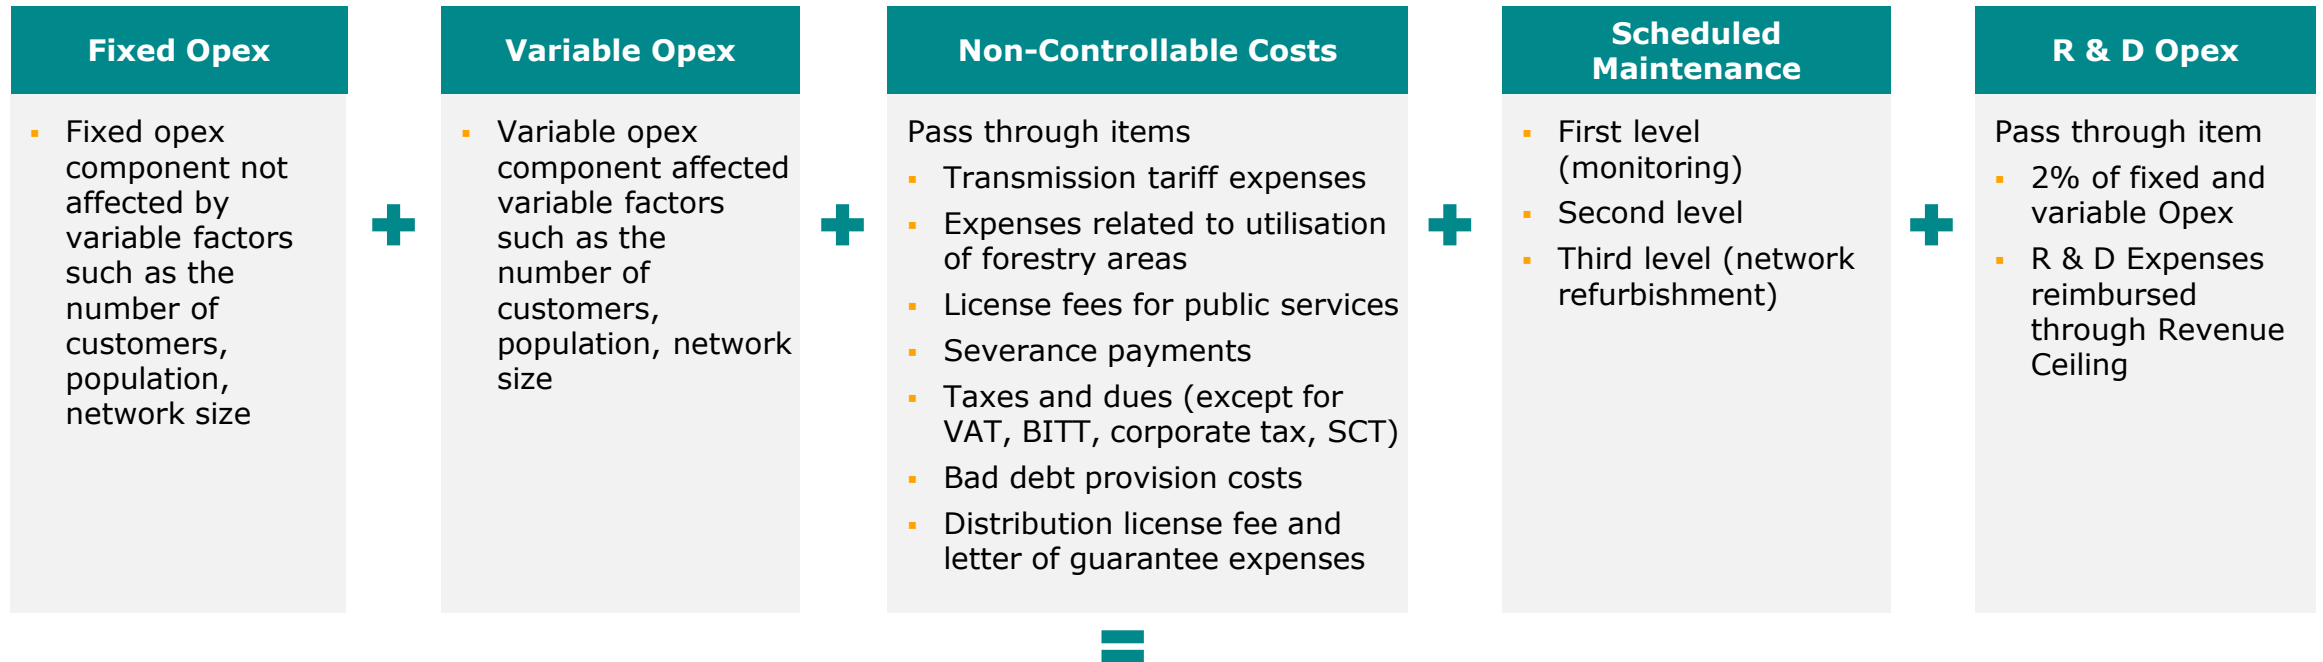 Fixed Opex
▪ Fixed opex
component not
affected by
variable factors
such as the
number of
customers,
population,
network size
+
Variable Opex
▪ Variable opex
component affected
variable factors
such as the
number of
customers,
population, network
size
+
Non-Controllable Costs
Pass through items
▪ Transmission tariff expenses
▪ Expenses related to utilisation
of forestry areas
▪ License fees for public services
▪ Severance payments
▪ Taxes and dues (except for
VAT, BITT, corporate tax, SCT)
▪ Bad debt provision costs
▪ Distribution license fee and
letter of guarantee expenses
+
Scheduled
Maintenance
▪ First level
(monitoring)
▪ Second level
▪ Third level (network
refurbishment)
+
R & D Opex
Pass through item
▪ 2% of fixed and
variable Opex
▪ R & D Expenses
reimbursed
through Revenue
Ceiling
=